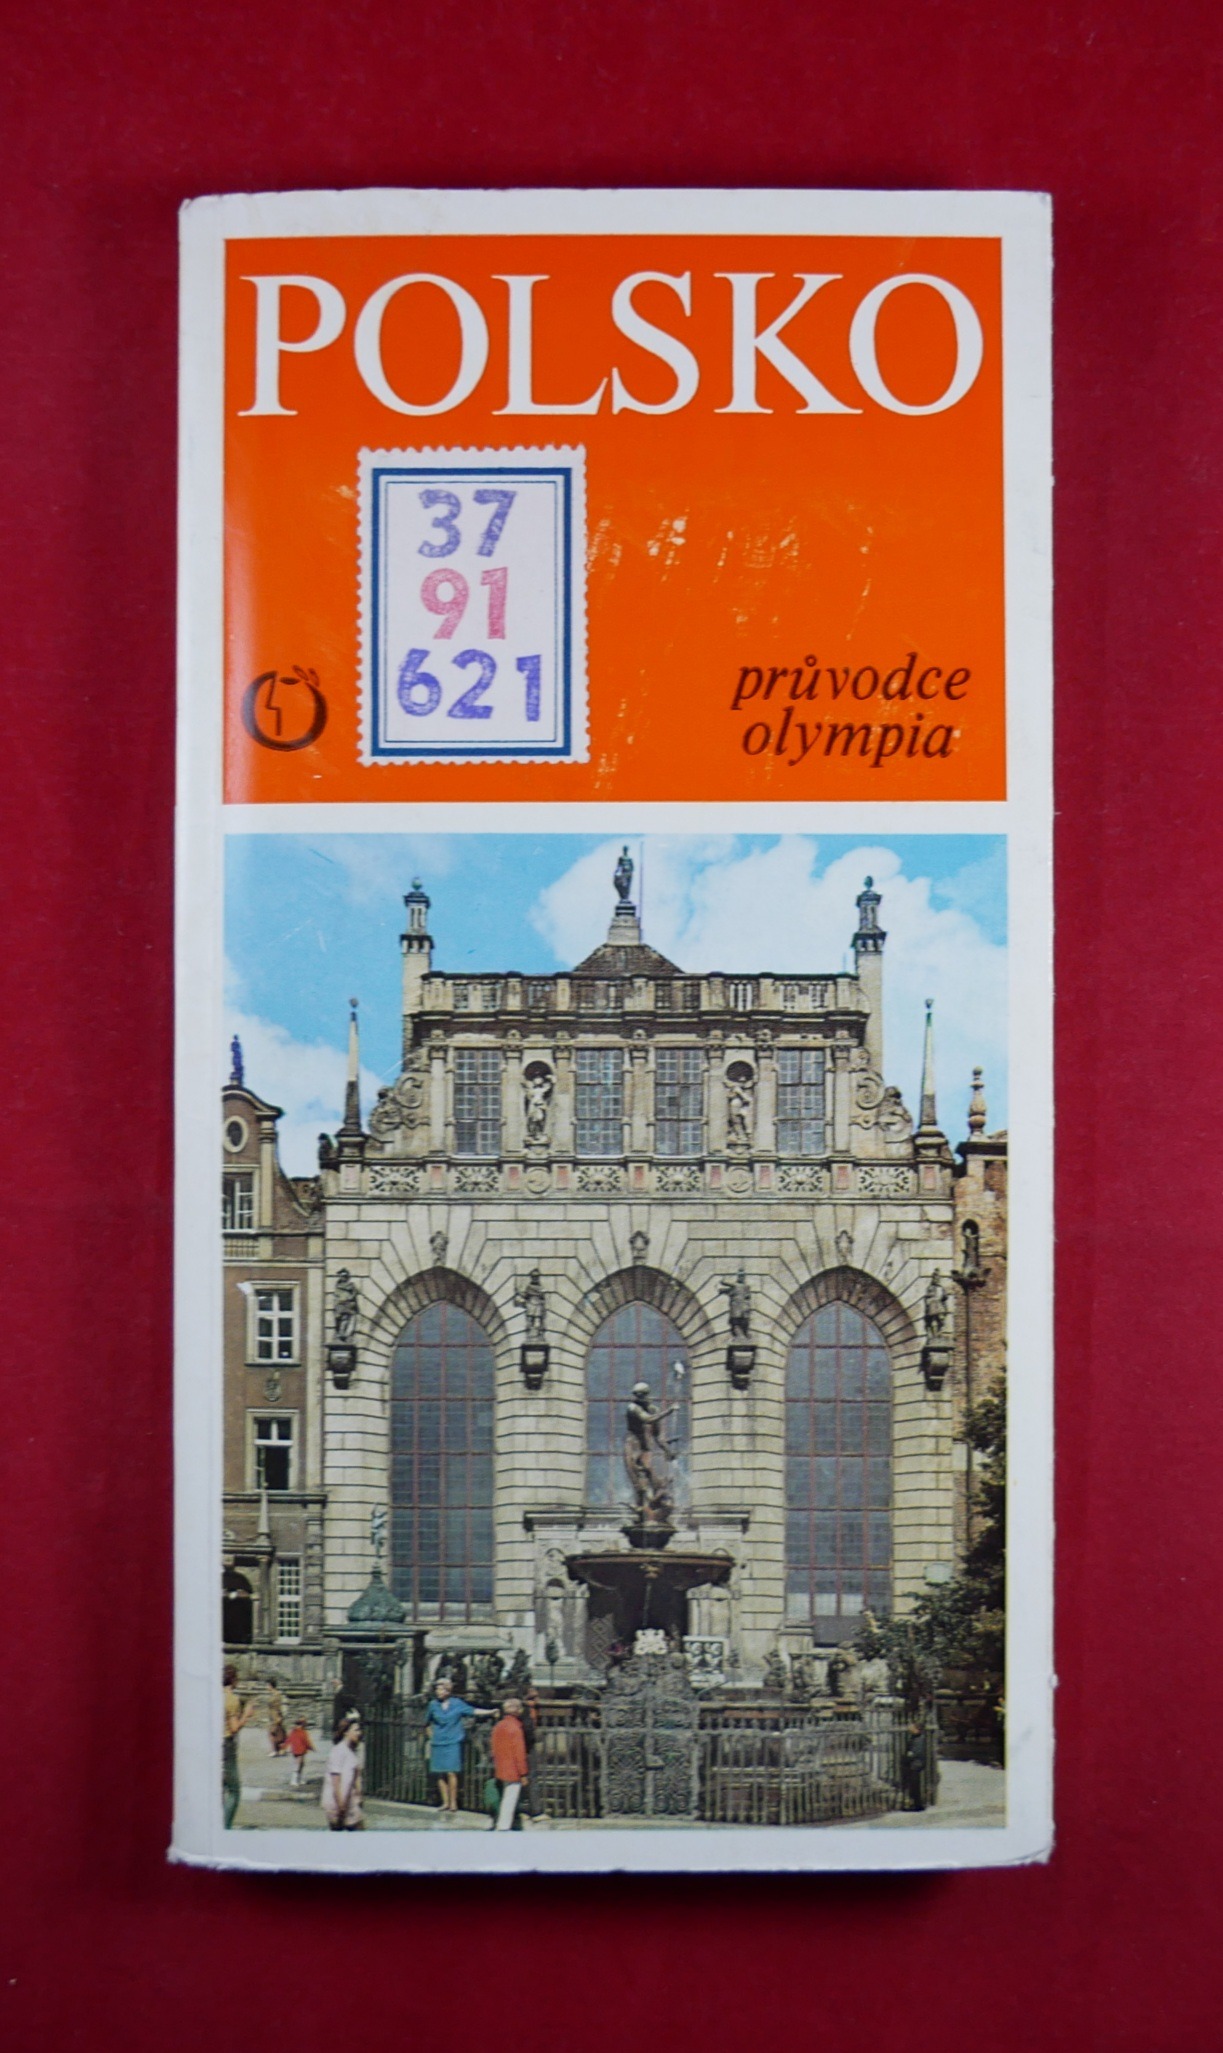 POLSKO
37
91
621
průvodce
olympia